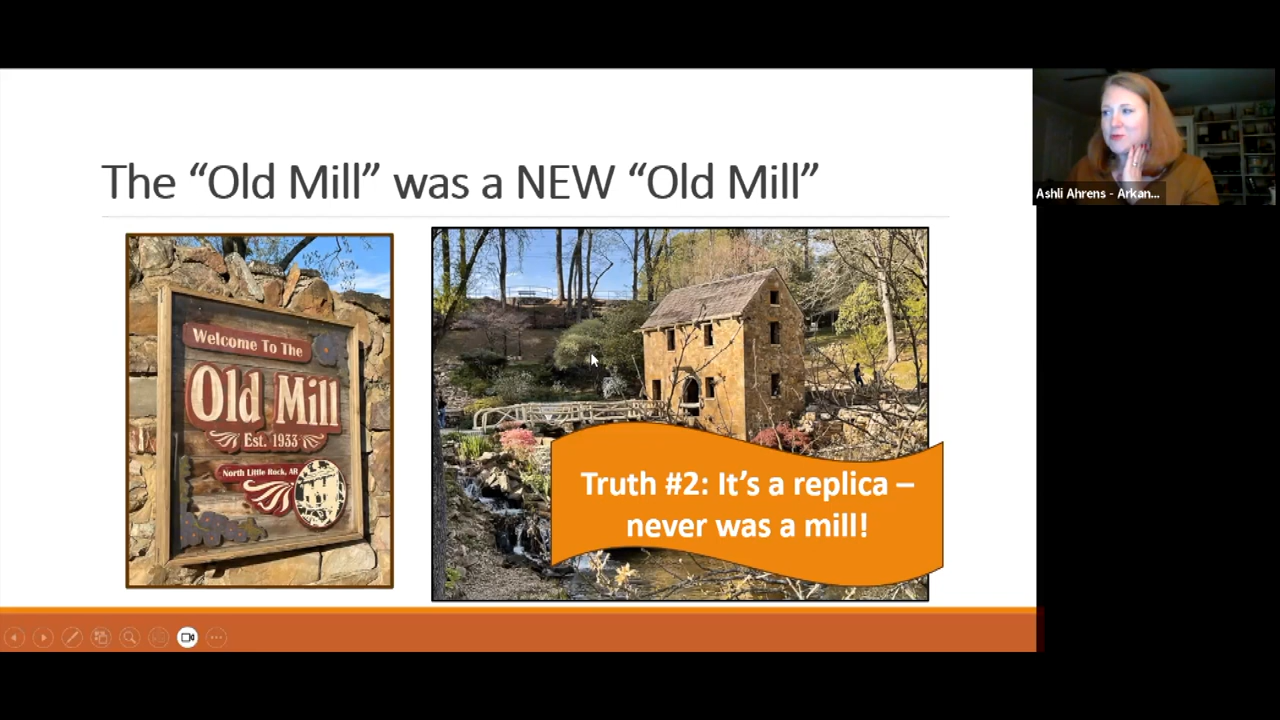 The “Old Mill” was a NEW “Old Mill”
Welcome To The
Old Mill
Est. 1933
North Little Rock, AR
Truth #2: It’s a replica –
never was a mill!
Ashli Ahrens - Arkan...